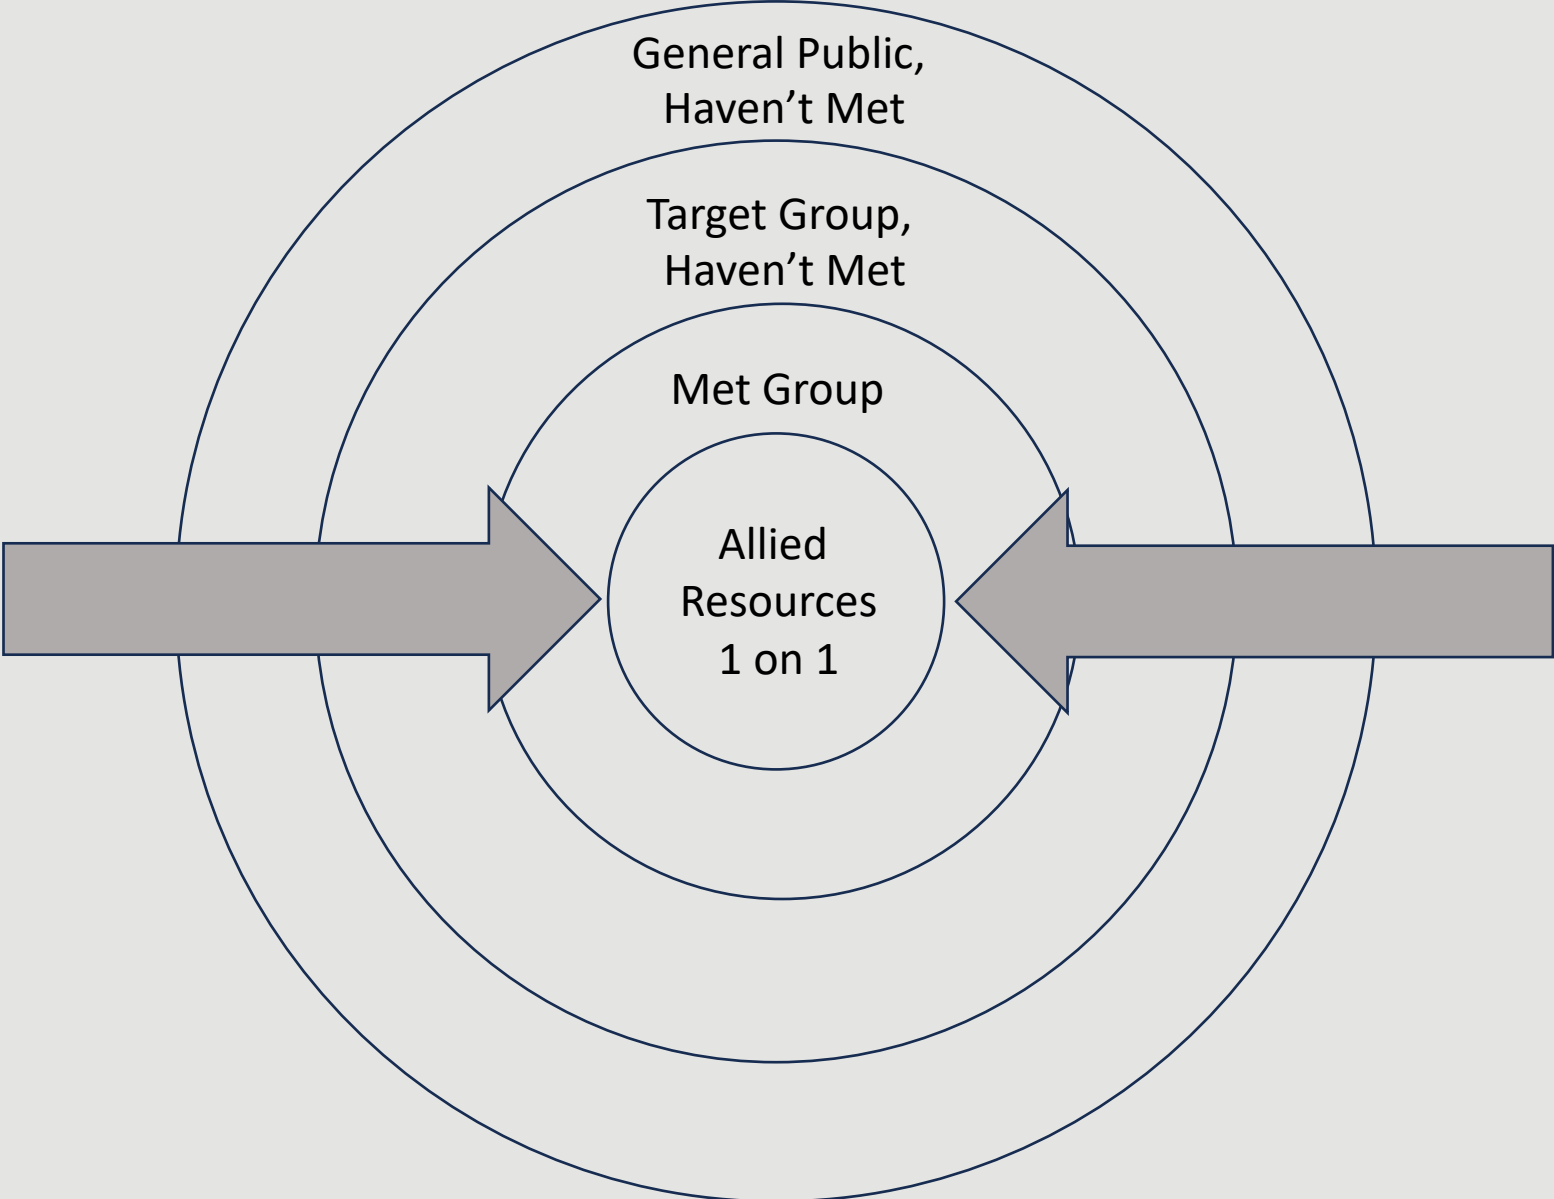 General Public,
Haven’t Met
Target Group,
Haven’t Met
Met Group
Allied
Resources
1 on 1